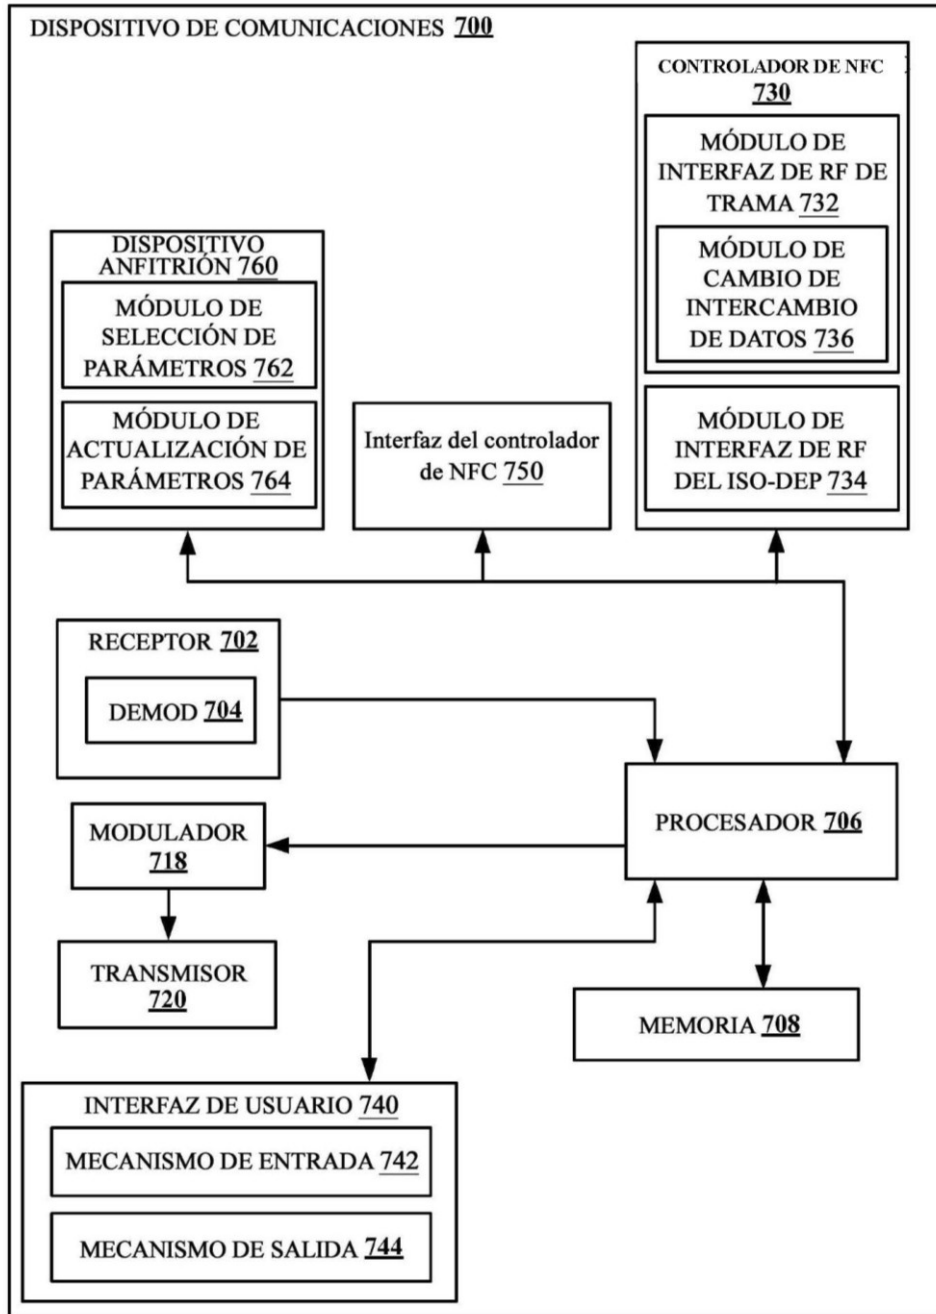 DISPOSITIVO DE COMUNICACIONES 700
CONTROLADOR DE NFC
730
MÓDULO DE
INTERFAZ DE RF DE
TRAMA 732
MÓDULO DE
CAMBIO DE
INTERCAMBIO
DE DATOS 736
MÓDULO DE
INTERFAZ DE RF
DEL ISO-DEP 734
DISPOSITIVO
ANFITRIÓN 760
MÓDULO DE
SELECCIÓN DE
PARÁMETROS 762
MÓDULO DE
ACTUALIZACIÓN DE
PARÁMETROS 764
Interfaz del controlador
de NFC 750
RECEPTOR 702
DEMOD 704
PROCESADOR 706
MODULADOR
718
TRANSMISOR
720
MEMORIA 708
INTERFAZ DE USUARIO 740
MECANISMO DE ENTRADA 742
MECANISMO DE SALIDA 744